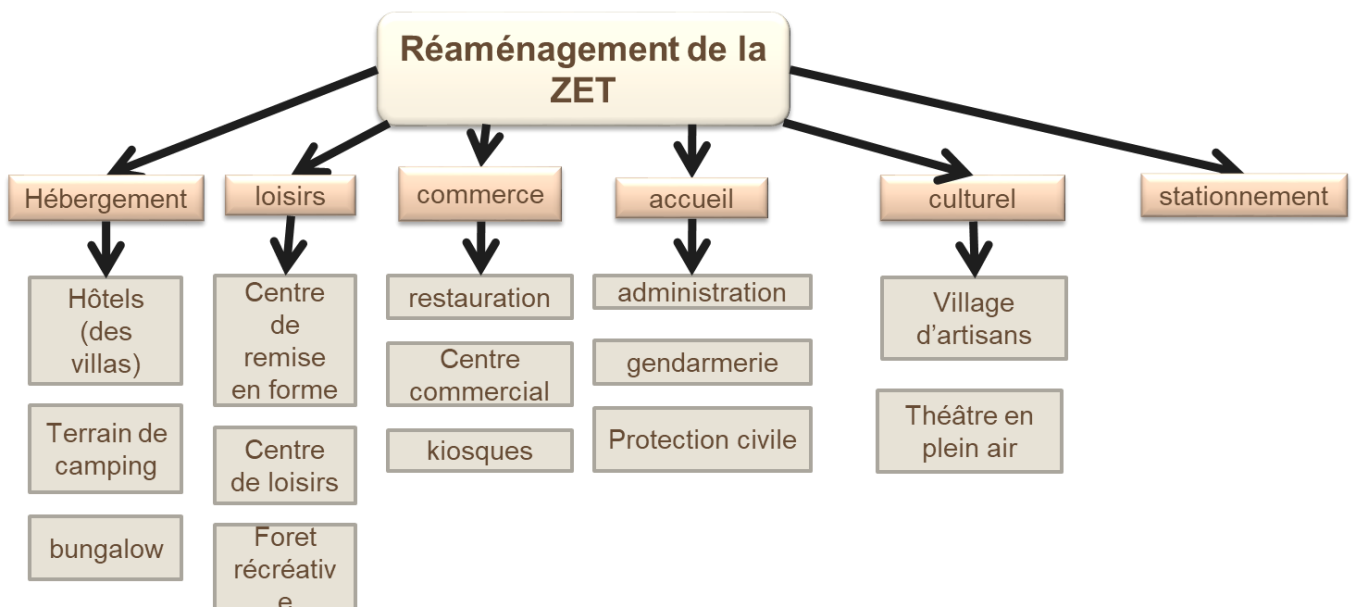 Réaménagement de la
ZET
Hébergement
loisirs
commerce
accueil
culturel
stationnement
Hôtels
(des
villas)
Terrain de
camping
bungalow
Centre
de
remise
en forme
Centre
de loisirs
Foret
récréativ
e
restauration
Centre
commercial
kiosques
administration
gendarmerie
Protection civile
Village
d’artisans
Théâtre en
plein air